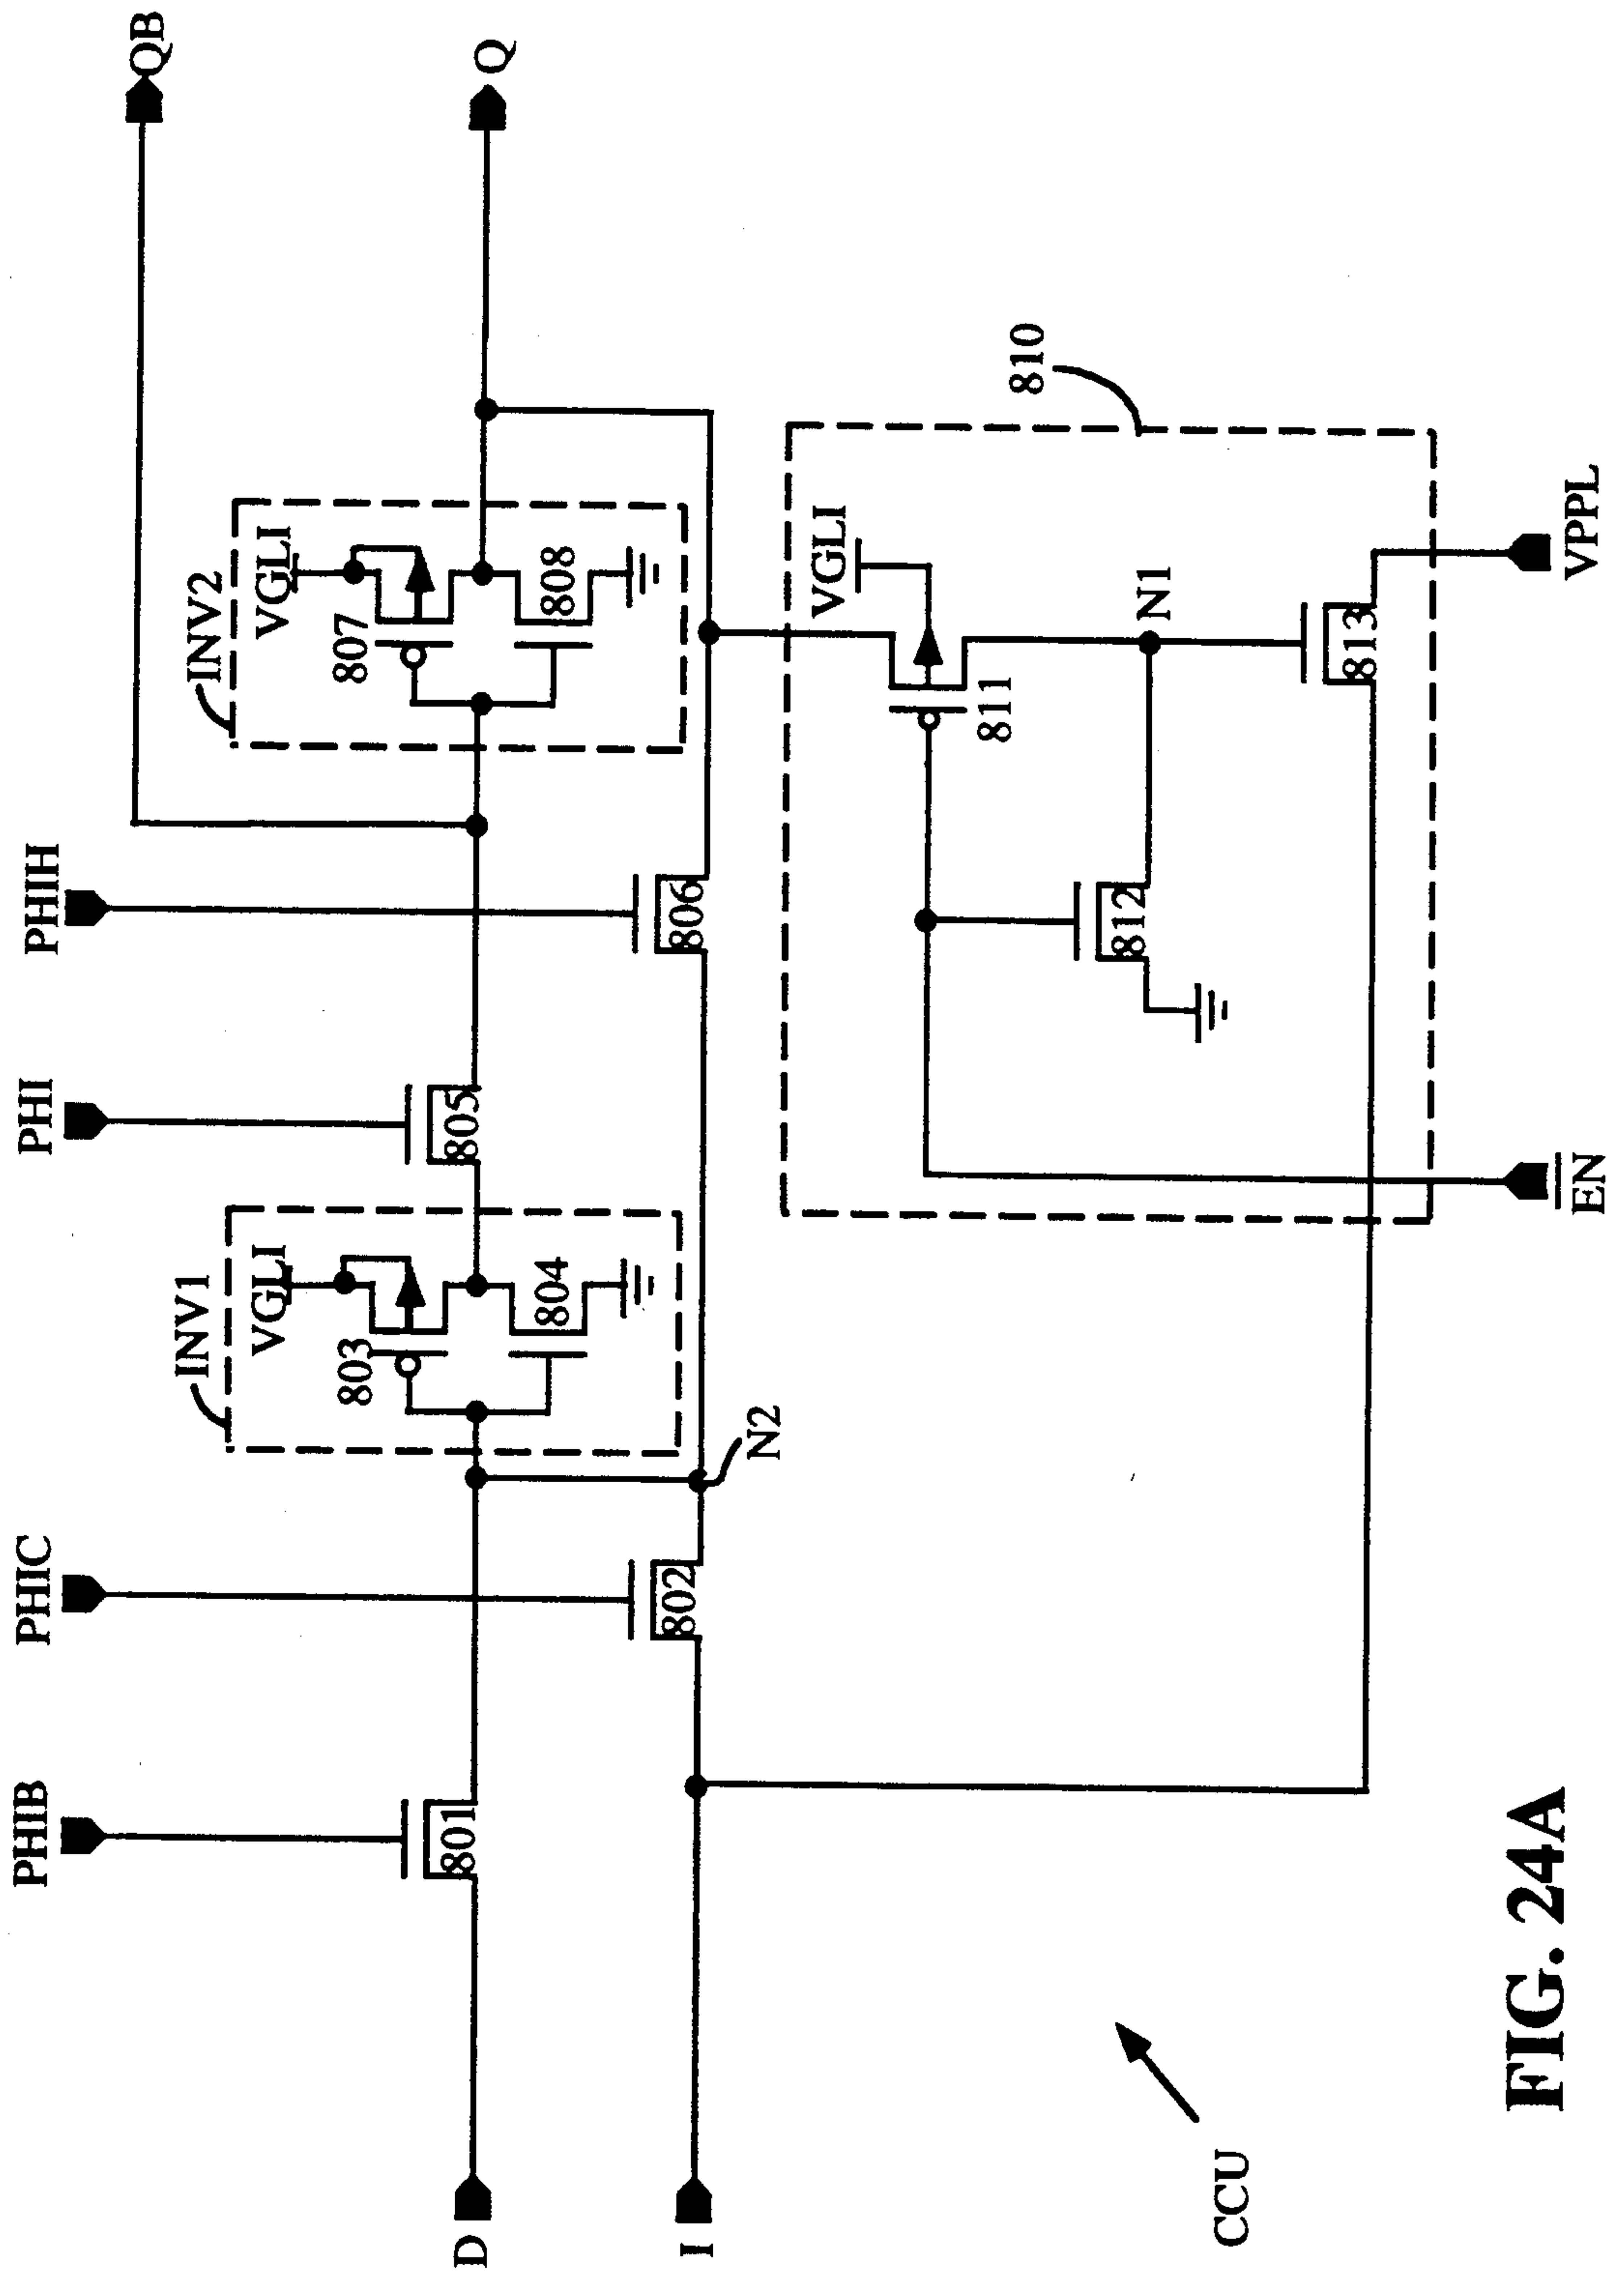 PHIB
PHIC
PHI
PHIH
QB
INV1
INV2
VGLI
VGLI
803
807
D
801
804
805
808
Q
I
802
N2
806
810
VGLI
811
812
N1
813
CCU
EN
VPPL
FIG. 24A